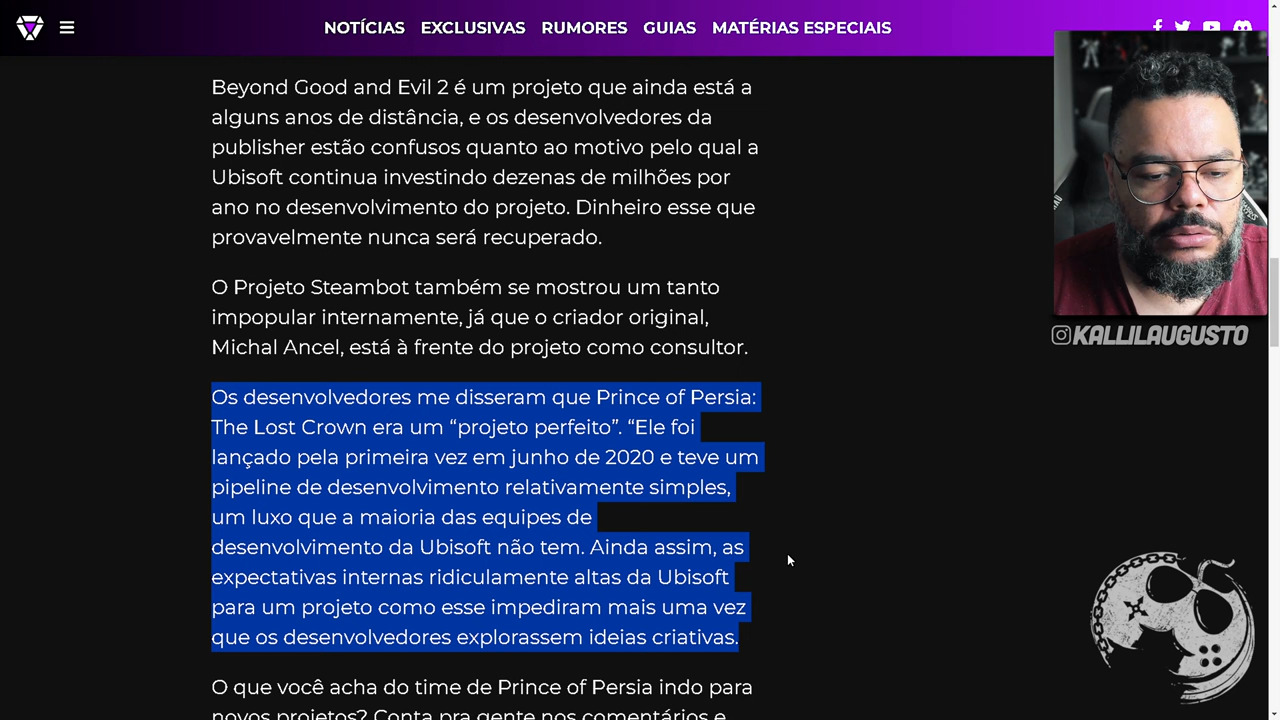 NOTÍCIAS EXCLUSIVAS RUMORES GUIAS MATÉRIAS ESPECIAIS
Beyond Good and Evil 2 é um projeto que ainda está a
alguns anos de distância, e os desenvolvedores da
publisher estão confusos quanto ao motivo pelo qual a
Ubisoft continua investindo dezenas de milhões por
ano no desenvolvimento do projeto. Dinheiro esse que
provavelmente nunca será recuperado.
O Projeto Steambot também se mostrou um tanto
impopular internamente, já que o criador original,
Michal Ancel, está à frente do projeto como consultor.
KALLILAUGUSTO
Os desenvolvedores me disseram que Prince of Persia:
The Lost Crown era um “projeto perfeito”. “Ele foi
lançado pela primeira vez em junho de 2020 e teve um
pipeline de desenvolvimento relativamente simples,
um luxo que a maioria das equipes de
desenvolvimento da Ubisoft não tem. Ainda assim, as
expectativas internas ridiculamente altas da Ubisoft
para um projeto como esse impediram mais uma vez
que os desenvolvedores explorassem ideias criativas.
O que você acha do time de Prince of Persia indo para
novos projetos? Conta pra gente nos comentários e